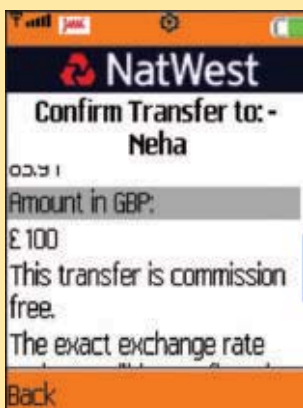 NatWest
Confirm Transfer to: -
Neha
Amount in GBP:
£ 100
This transfer is commission
free.
The exact exchange rate
Back